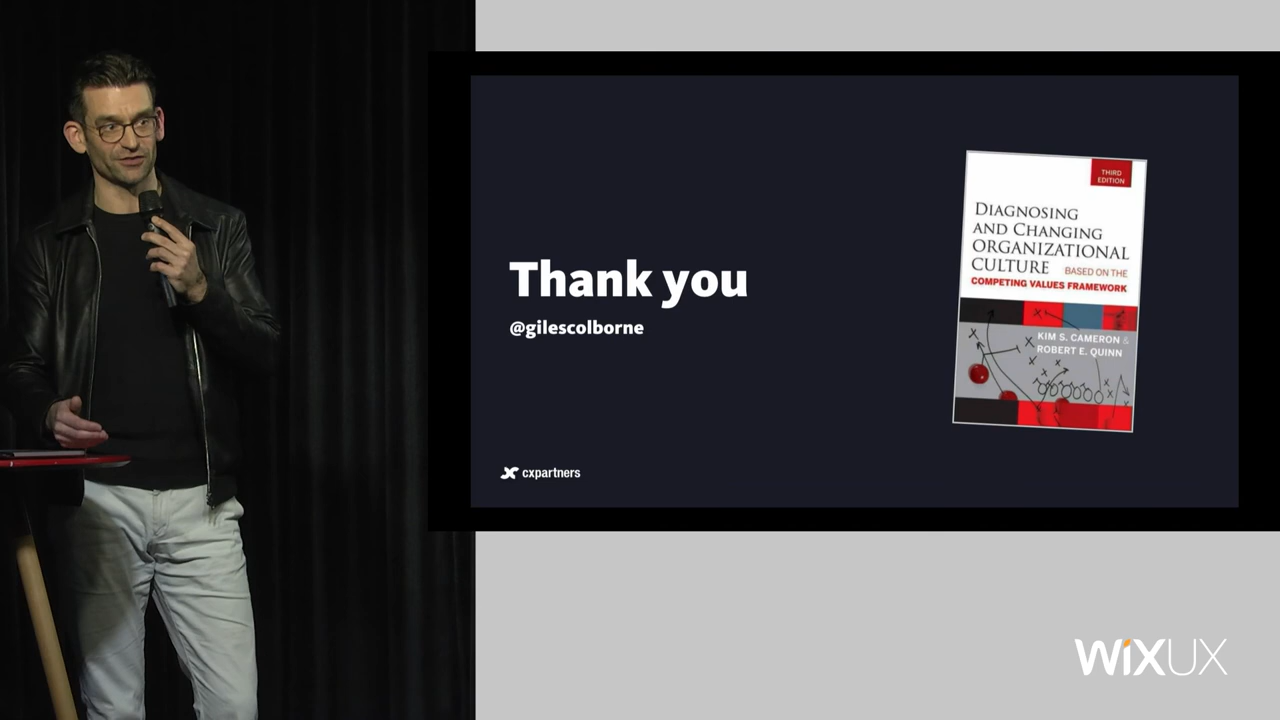 Thank you
@gilescolborne
cxpartners
THIRD
EDITION
DIAGNOSING
AND CHANGING
ORGANIZATIONAL
CULTURE BASED ON THE
COMPETING VALUES FRAMEWORK
KIM S. CAMERON &
ROBERT E. QUINN
WiXUX